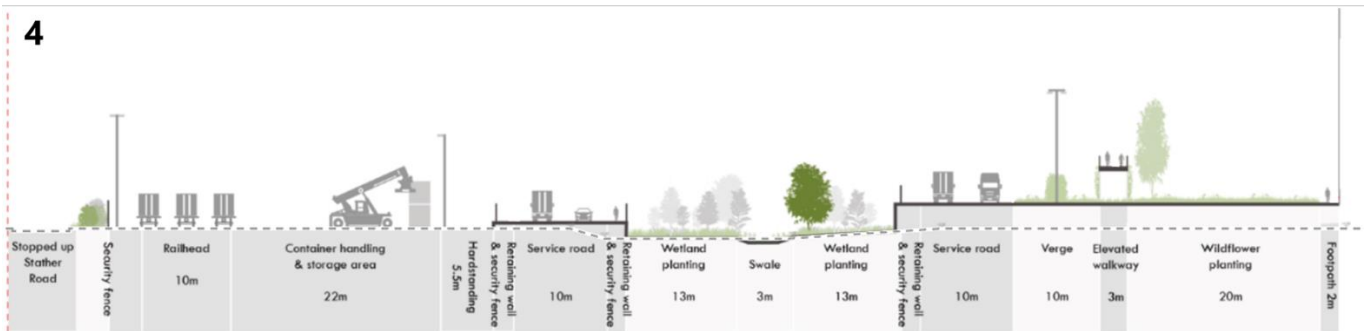 4
Stopped up
Stather
Road
Security fence
Railhead
10m
Container handling
& storage area
22m
Hardstanding
5.5m
Retaining wall
& security fence
Service road
10m
Retaining wall
& security fence
Wetland
planting
13m
Swale
3m
Wetland
planting
13m
Retaining wall
& security fence
Service road
10m
Verge
10m
Elevated
walkway
3m
Wildflower
planting
20m
Footpath 2m